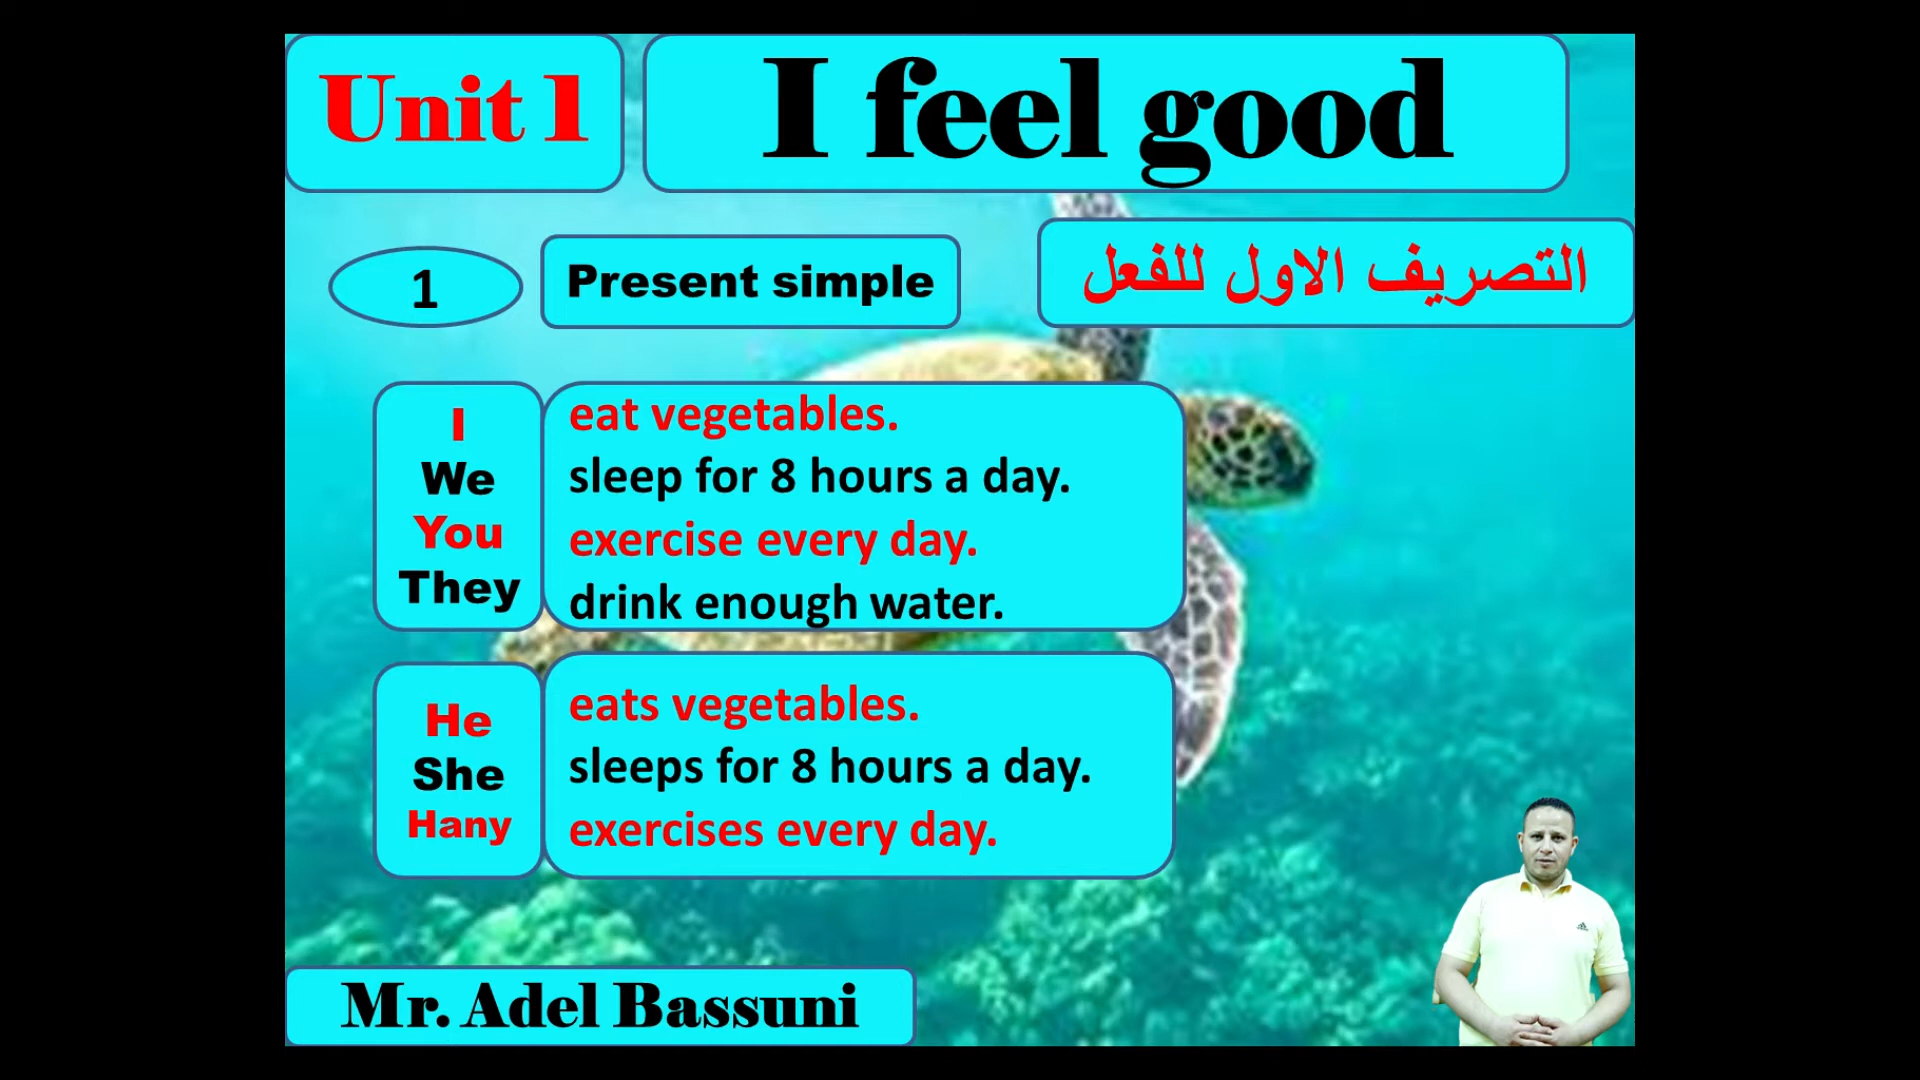 Unit 1
I feel good
1
Present simple
التصريف الاول للفعل
I
We
You
They
eat vegetables.
sleep for 8 hours a day.
exercise every day.
drink enough water.
He
She
Hany
eats vegetables.
sleeps for 8 hours a day.
exercises every day.
Mr. Adel Bassuni